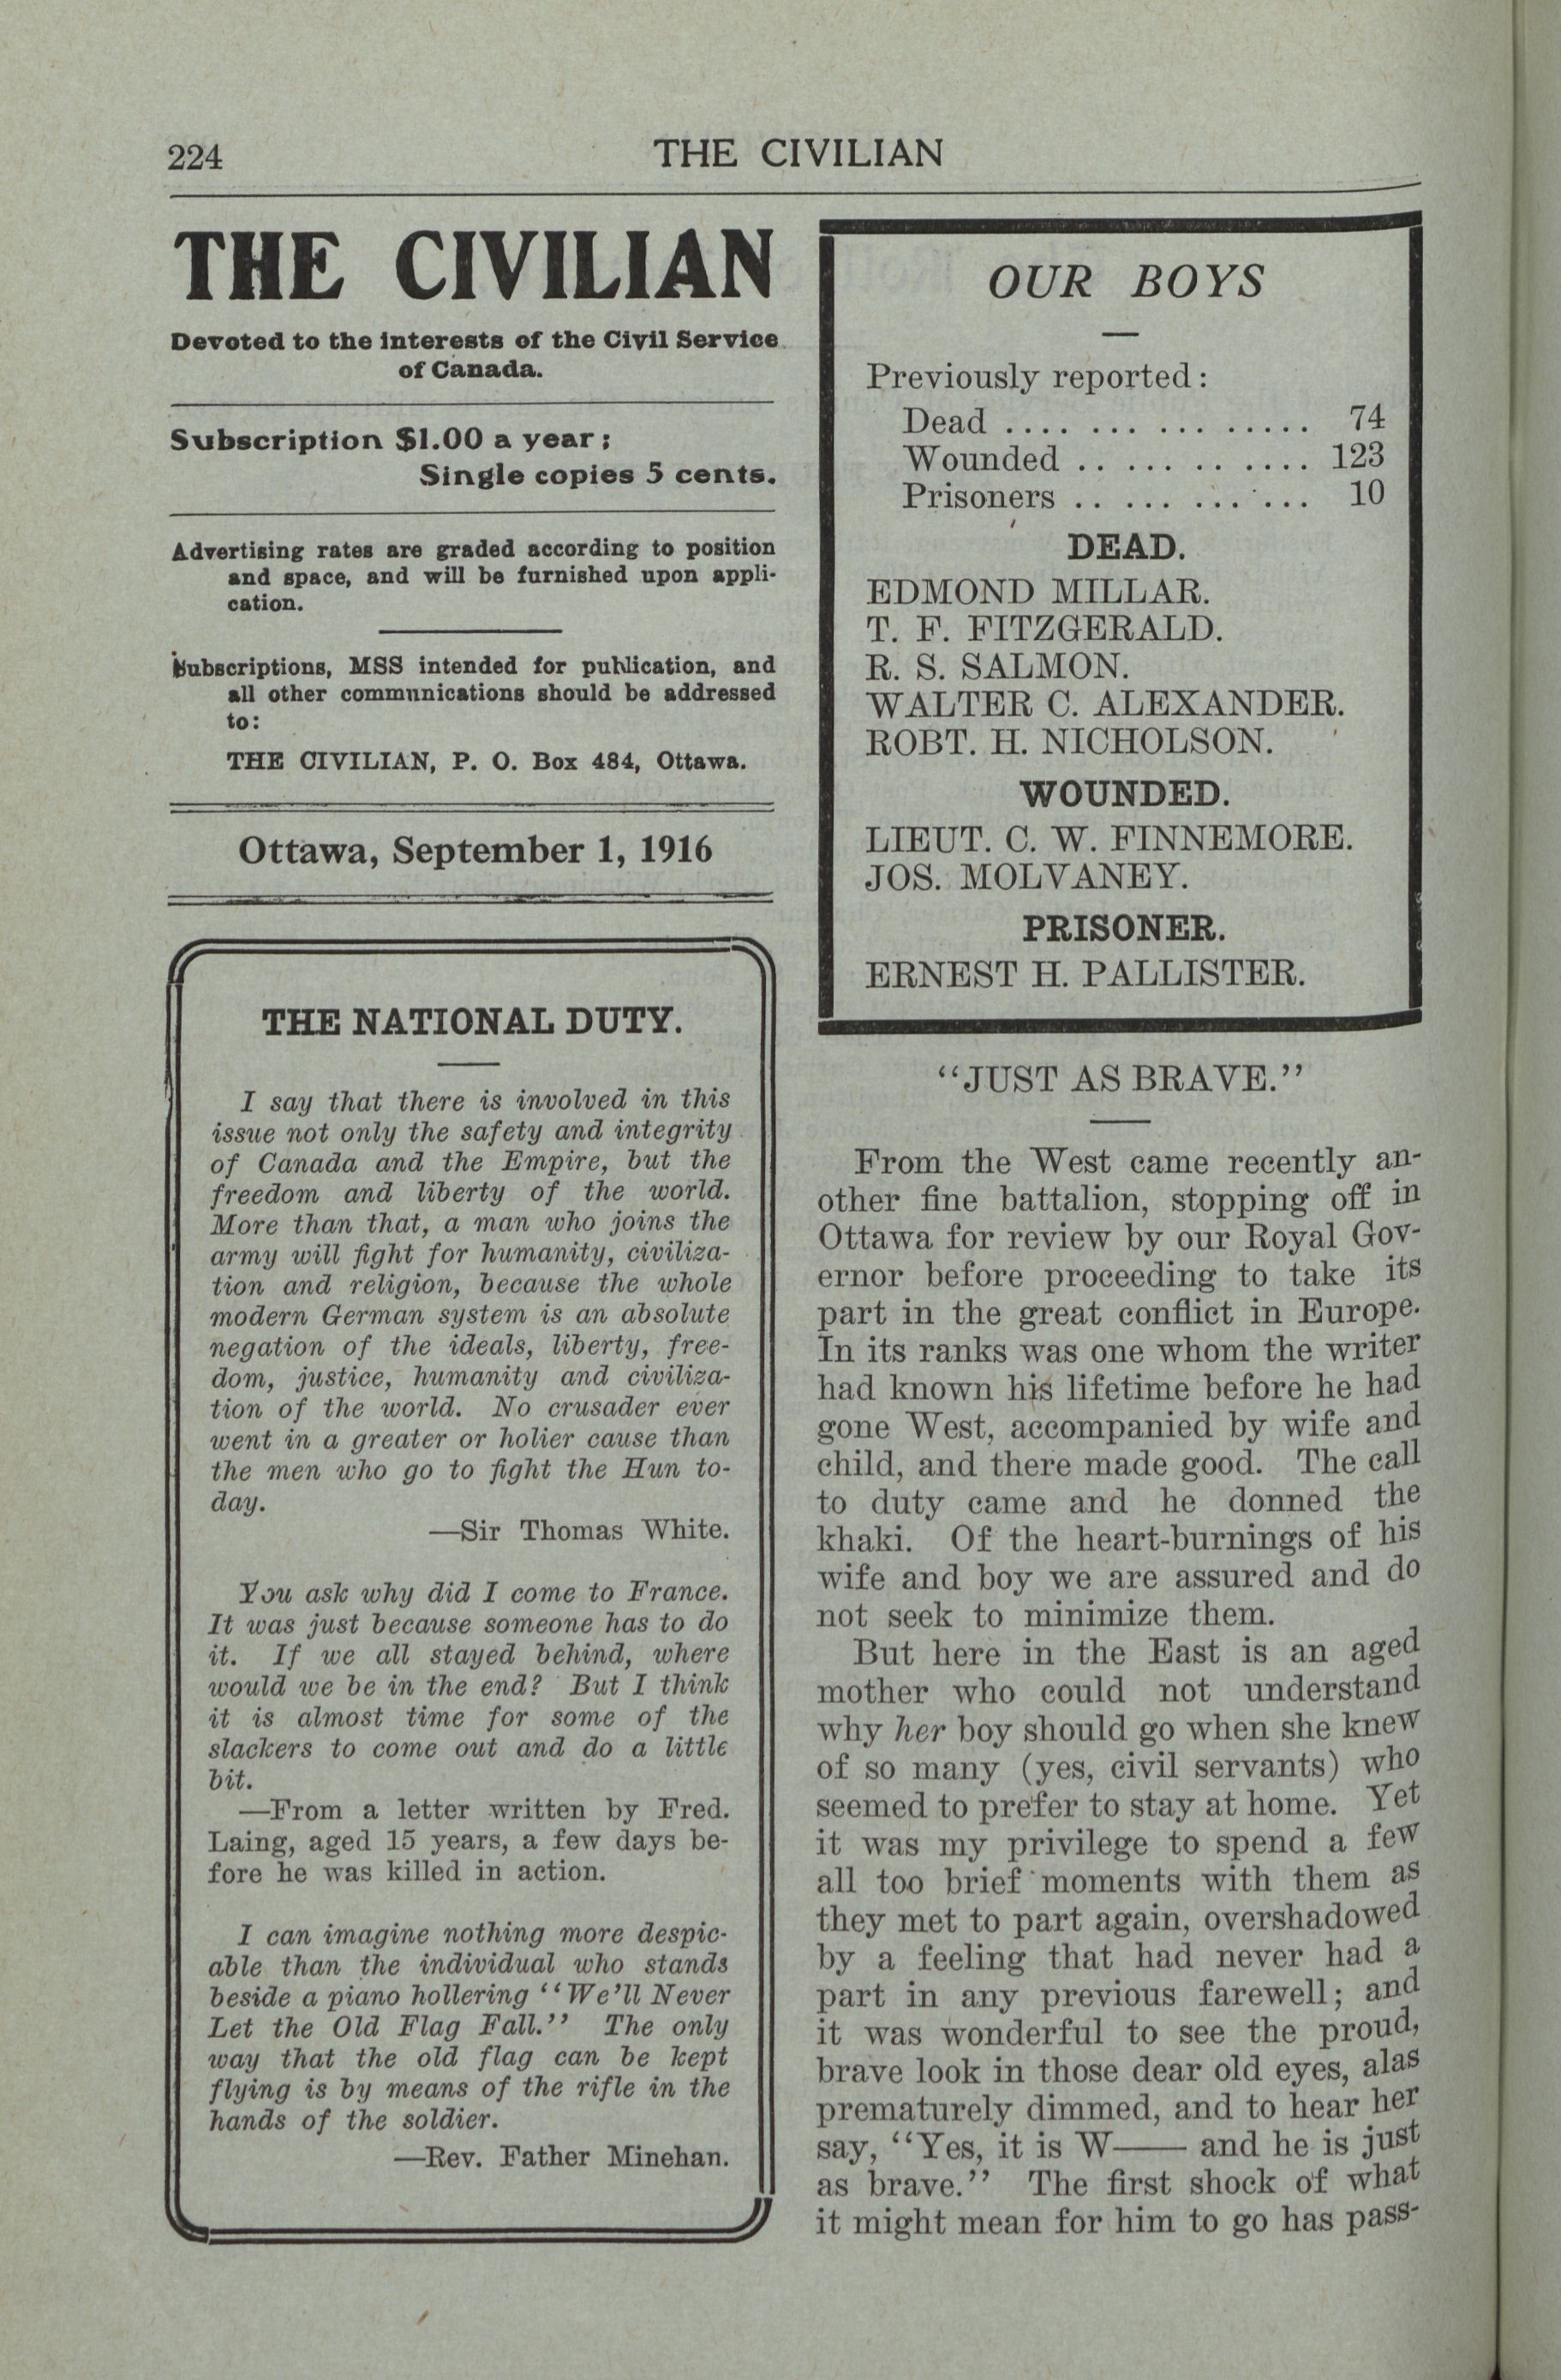 224
THE CIVILIAN
THE CIVILIAN
Devoted to the interests of the Civil Service
of Canada.
Subscription $1.00 a year;
Single copies 5 cents.
Advertising rates are graded according to position
and space, and will be furnished upon appli-
cation.
Subscriptions, MSS intended for publication, and
all other communications should be addressed
to:
THE CIVILIAN, P. O. Box 484, Ottawa.
Ottawa, September 1, 1916
THE NATIONAL DUTY.
I say that there is involved in this
issue not only the safety and integrity
of Canada and the Empire, but the
freedom and liberty of the world.
More than that, a man who joins the
army will fight for humanity, civiliza-
tion and religion, because the whole
modern German system is an absolute
negation of the ideals, liberty, free-
dom, justice, humanity and civiliza-
tion of the world. No crusader ever
went in a greater or holier cause than
the men who go to fight the Hun to-
day.
—Sir Thomas White.
You ask why did I come to France.
It was just because someone has to do
it. If we all stayed behind, where
would we be in the end? But I think
it is almost time for some of the
slackers to come out and do a little
bit.
—From a letter written by Fred.
Laing, aged 15 years, a few days be-
fore he was killed in action.
I can imagine nothing more despic-
able than the individual who stands
beside a piano hollering "We'll Never
Let the Old Flag Fall." The only
way that the old flag can be kept
flying is by means of the rifle in the
hands of the soldier.
—Rev. Father Minehan.
OUR BOYS
Previously reported:
Dead .... ... ... ..... 74
Wounded .. ... .. .... 123
Prisoners .. ... ... ... 10
DEAD.
EDMOND MILLAR.
T. F. FITZGERALD.
R. S. SALMON.
WALTER C. ALEXANDER.
ROBT. H. NICHOLSON.
WOUNDED.
LIEUT. C. W. FINNEMORE.
JOS. MOLVANEY.
PRISONER.
ERNEST H. PALLISTER.
"JUST AS BRAVE."
From the West came recently an-
other fine battalion, stopping off in
Ottawa for review by our Royal Gov-
ernor before proceeding to take its
part in the great conflict in Europe.
In its ranks was one whom the writer
had known his lifetime before he had
gone West, accompanied by wife and
child, and there made good. The call
to duty came and he donned the
khaki. Of the heart-burnings of his
wife and boy we are assured and do
not seek to minimize them.
But here in the East is an aged
mother who could not understand
why her boy should go when she knew
of so many (yes, civil servants) who
seemed to prefer to stay at home. Yet
it was my privilege to spend a few
all too brief moments with them as
they met to part again, overshadowed
by a feeling that had never had a
part in any previous farewell; and
it was wonderful to see the proud,
brave look in those dear old eyes, alas
prematurely dimmed, and to hear her
say, "Yes, it is W—— and he is just
as brave." The first shock of what
it might mean for him to go has pass-